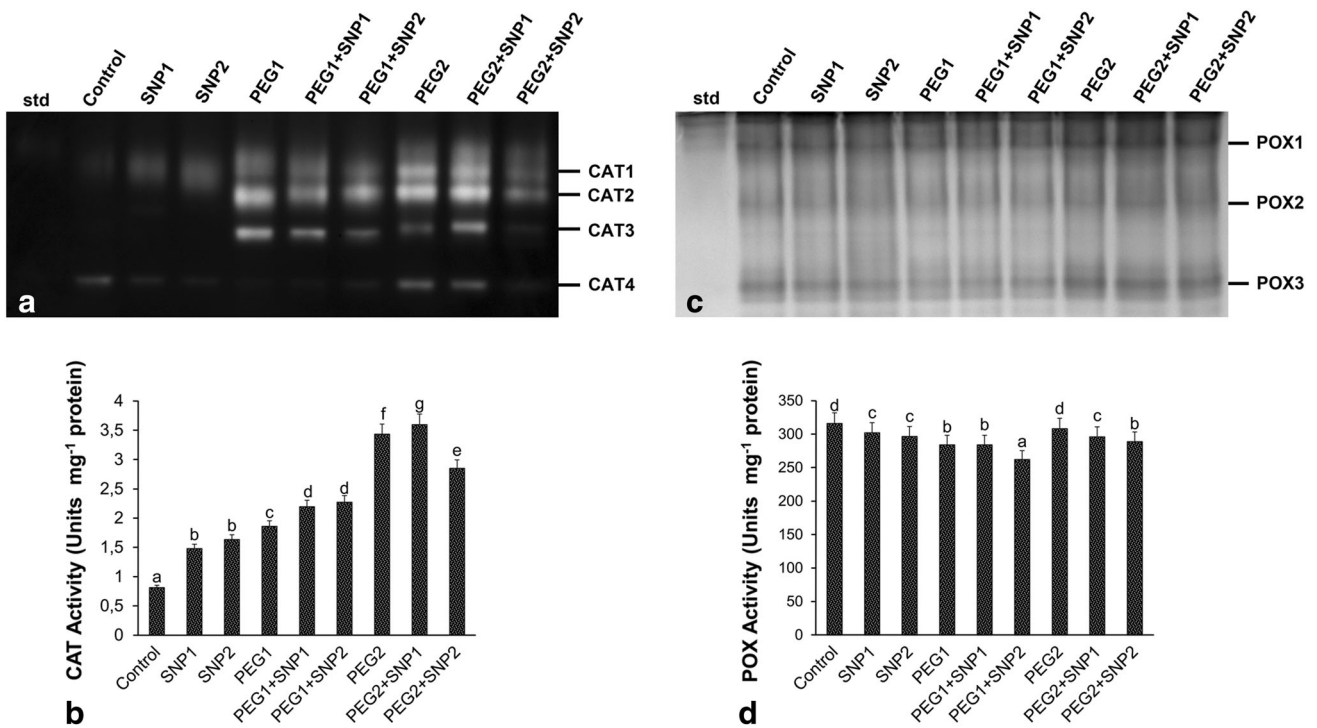 std
Control
SNP1
SNP2
PEG1
PEG1+SNP1
PEG1+SNP2
PEG2
PEG2+SNP1
PEG2+SNP2
CAT1
CAT2
CAT3
CAT4
a
std
Control
SNP1
SNP2
PEG1
PEG1+SNP1
PEG1+SNP2
PEG2
PEG2+SNP1
PEG2+SNP2
POX1
POX2
POX3
c
CAT Activity (Units mg-1 protein)
4
3,5
3
2,5
2
1,5
1
0,5
0
a
b
b
c
d
d
f
g
e
Control
SNP1
SNP2
PEG1
PEG1+SNP1
PEG1+SNP2
PEG2
PEG2+SNP1
PEG2+SNP2
b
POX Activity (Units mg-1 protein)
350
300
250
200
150
100
50
0
d
c
c
b
b
a
d
c
b
Control
SNP1
SNP2
PEG1
PEG1+SNP1
PEG1+SNP2
PEG2
PEG2+SNP1
PEG2+SNP2
d